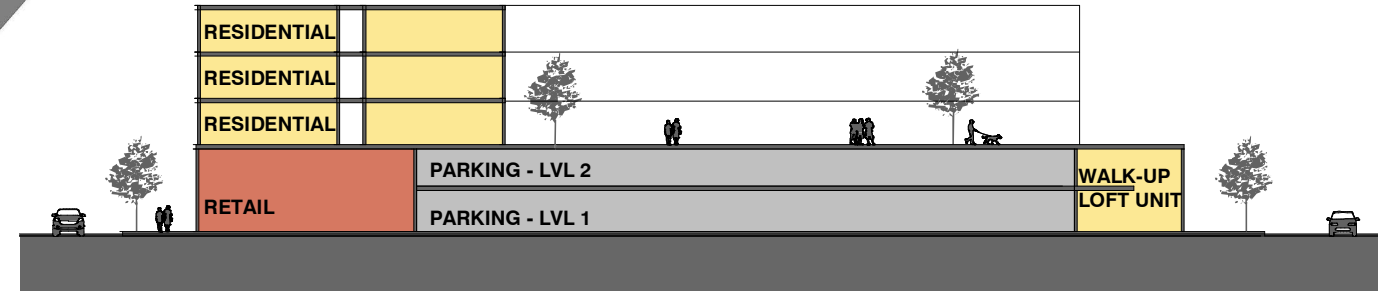 RESIDENTIAL
RESIDENTIAL
RESIDENTIAL
RETAIL
PARKING - LVL 2
PARKING - LVL 1
WALK-UP
LOFT UNIT